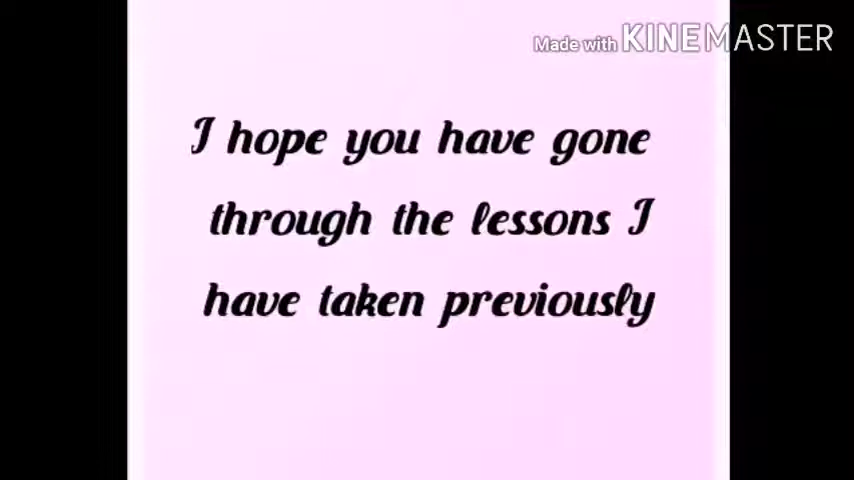 Made with KINEMASTER
I hope you have gone
through the lessons I
have taken previously